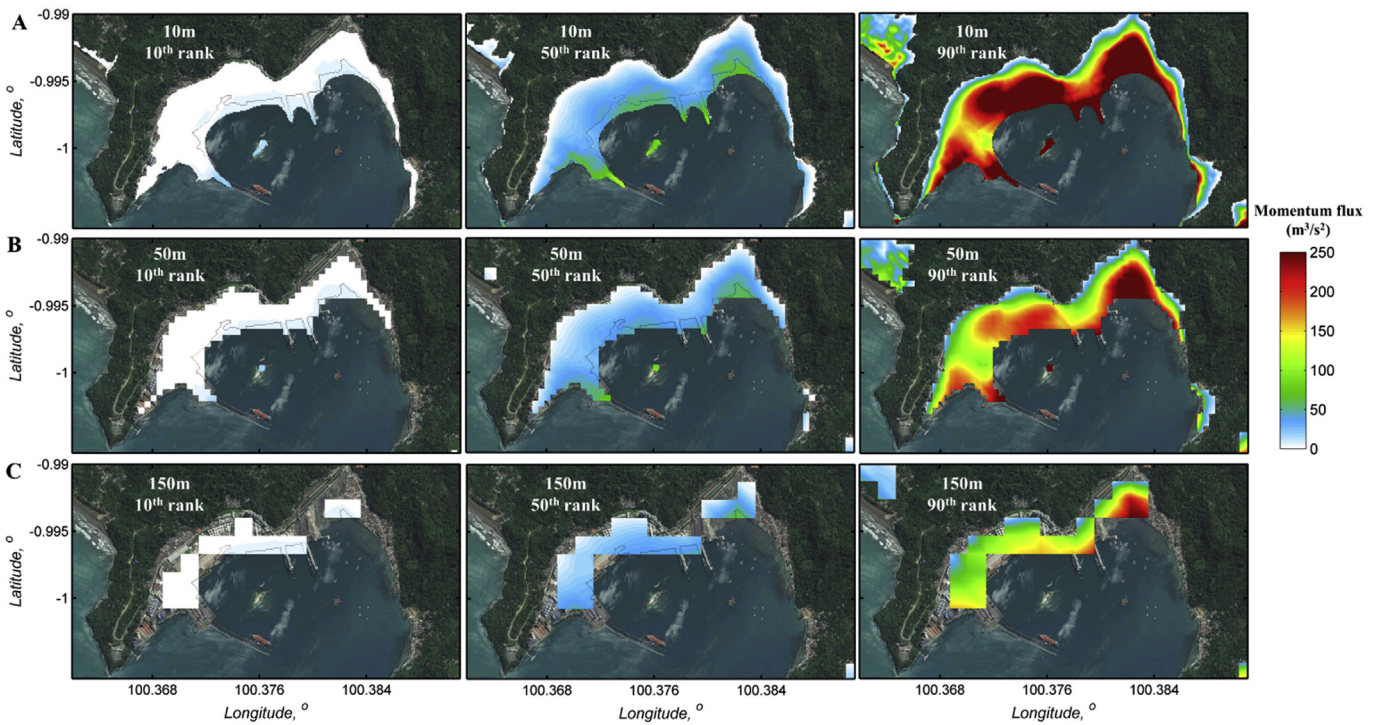 A
10m
10th rank
10m
50th rank
10m
90th rank
-0.99
-0.995
-1
Latitude, o
B
50m
10th rank
50m
50th rank
50m
90th rank
-0.99
-0.995
-1
Latitude, o
Momentum flux
(m³/s²)
250
200
150
100
50
0
C
150m
10th rank
150m
50th rank
150m
90th rank
-0.99
-0.995
-1
Latitude, o
100.368 100.376 100.384
100.368 100.376 100.384
100.368 100.376 100.384
Longitude, o
Longitude, o
Longitude, o